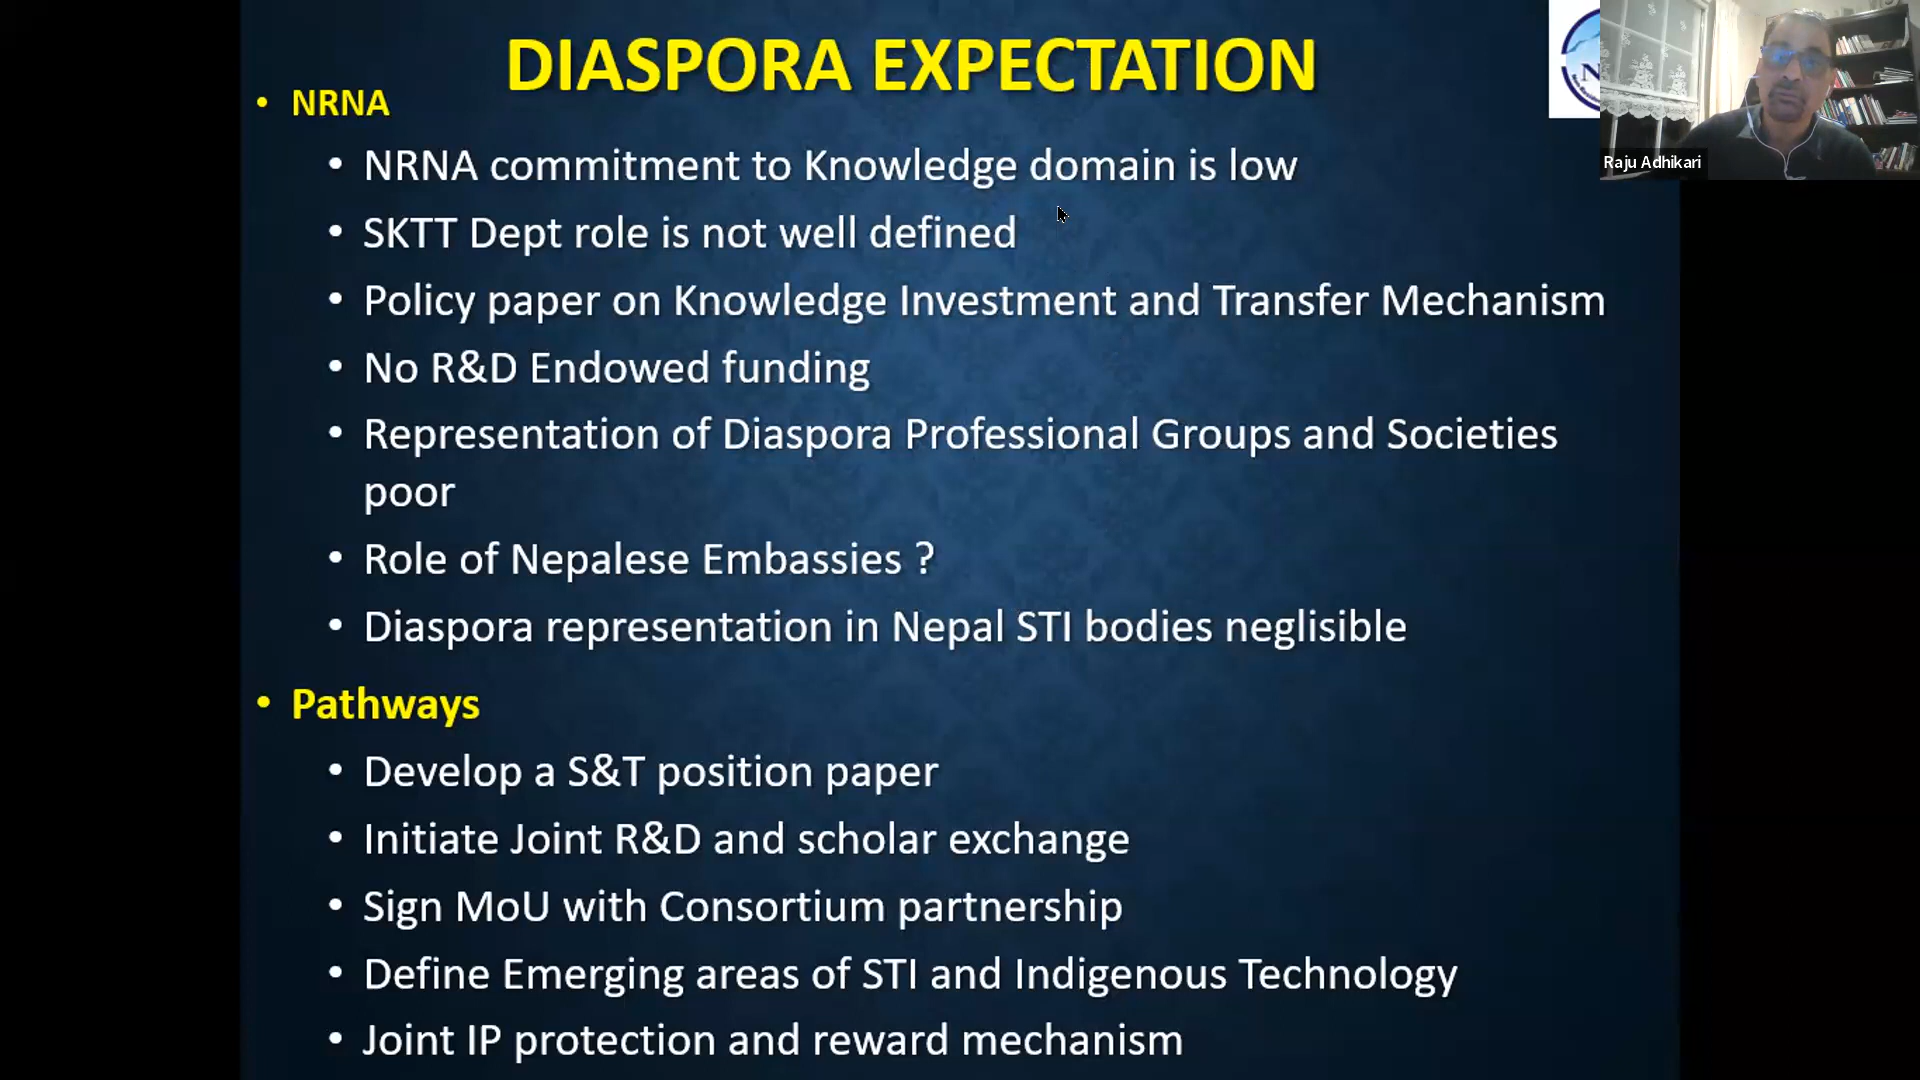 DIASPORA EXPECTATION
• NRNA
• NRNA commitment to Knowledge domain is low
• SKTT Dept role is not well defined
• Policy paper on Knowledge Investment and Transfer Mechanism
• No R&D Endowed funding
• Representation of Diaspora Professional Groups and Societies
poor
• Role of Nepalese Embassies ?
• Diaspora representation in Nepal STI bodies neglisible
• Pathways
• Develop a S&T position paper
• Initiate Joint R&D and scholar exchange
• Sign MoU with Consortium partnership
• Define Emerging areas of STI and Indigenous Technology
• Joint IP protection and reward mechanism
Raju Adhikari